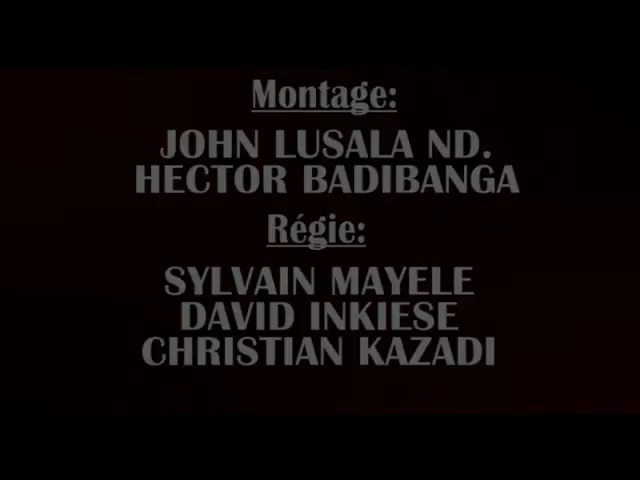 Montage:
JOHN LUSALA ND.
HECTOR BADIBANGA
Régie:
SYLVAIN MAYELE
DAVID INKIESE
CHRISTIAN KAZADI